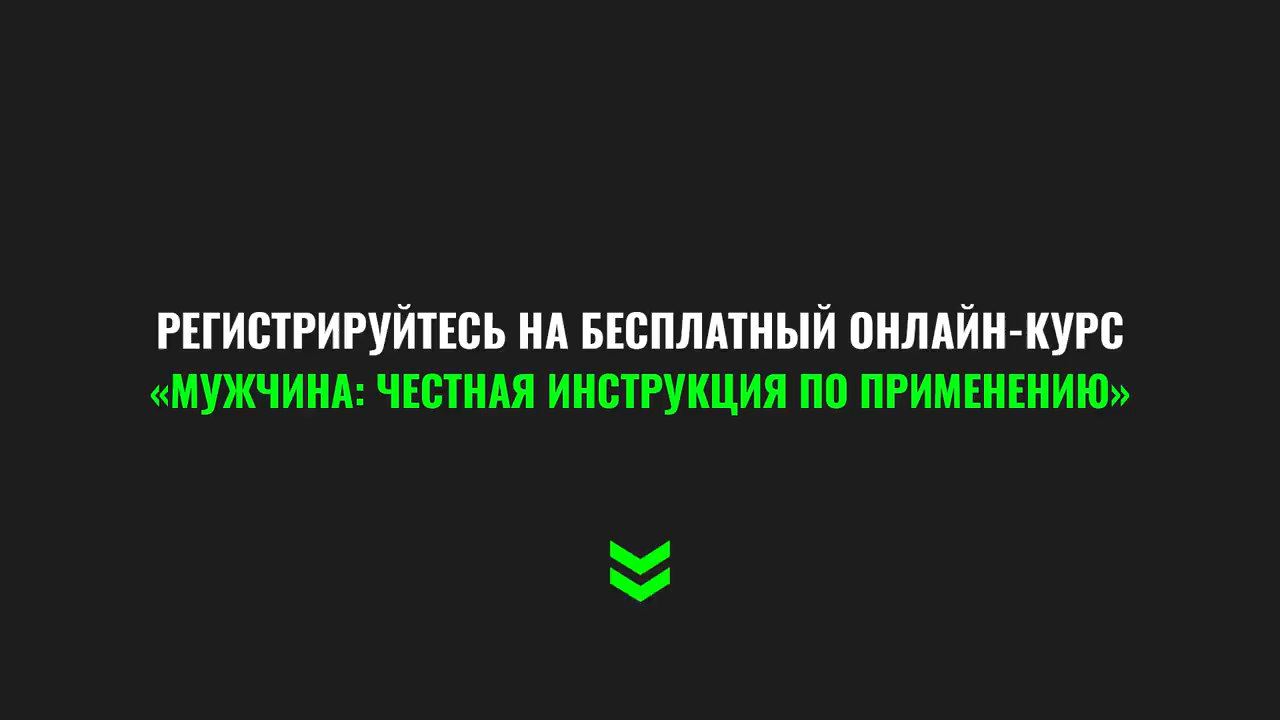 РЕГИСТРИРУЙТЕСЬ НА БЕСПЛАТНЫЙ ОНЛАЙН-КУРС
«МУЖЧИНА: ЧЕСТНАЯ ИНСТРУКЦИЯ ПО ПРИМЕНЕНИЮ»